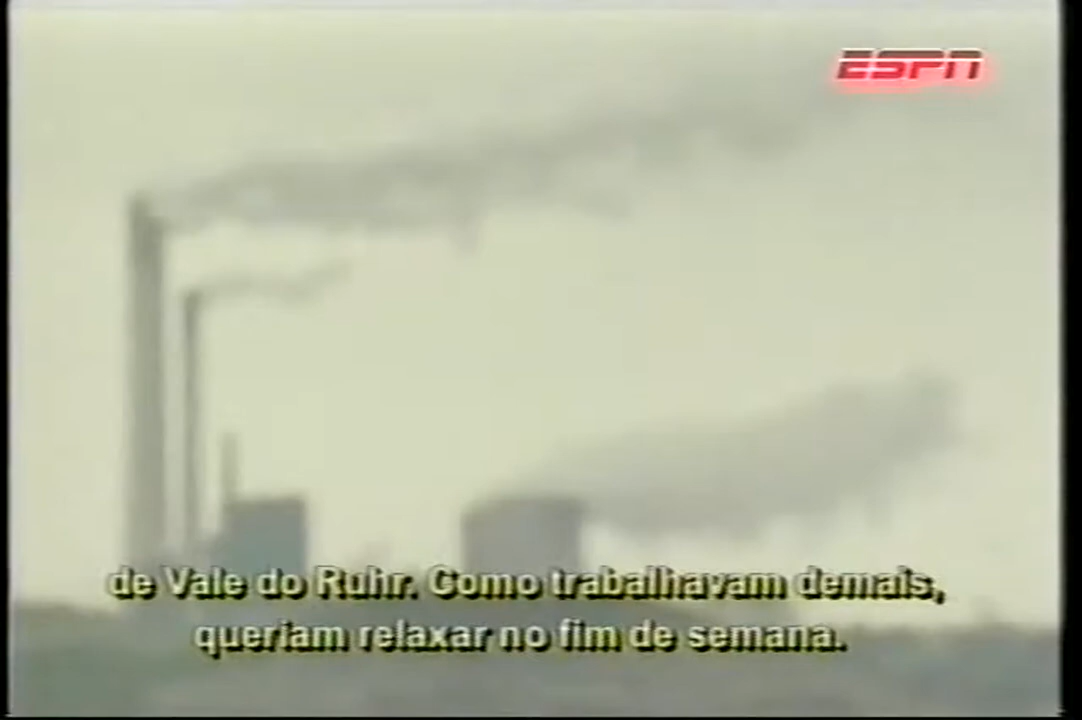 ESPN
de Vale do Ruhr. Como trabalhavam demais,
queriam relaxar no fim de semana.